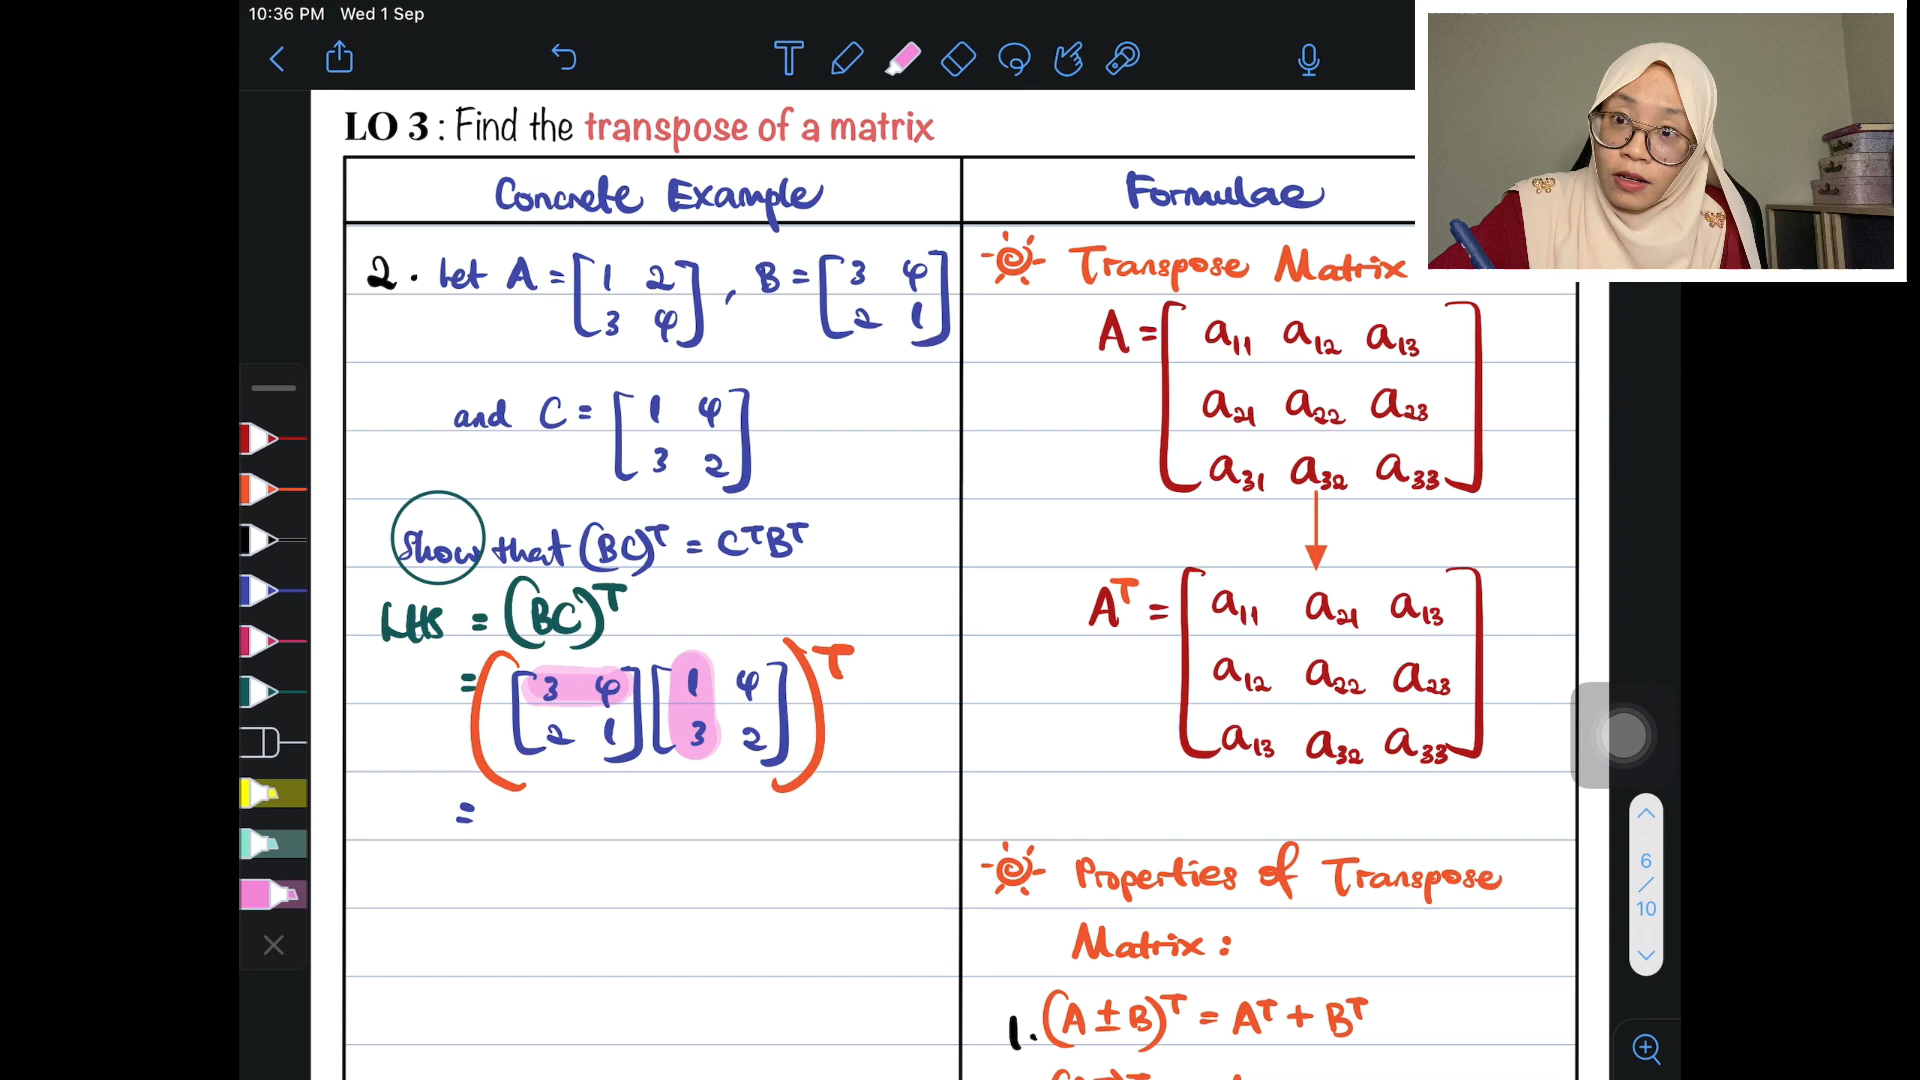 10:36 PM Wed 1 Sep
LO 3 : Find the transpose of a matrix
Concrete Example
2. Let A = [1 2
3 4], B = [3 4
2 1]
and C = [1 4
3 2]
Show that (BC)ᵀ = CᵀBᵀ
LHS = (BC)ᵀ
= ([3 4
2 1] [1 4
3 2])ᵀ
=
Formulae
Transpose Matrix
A = [a₁₁ a₁₂ a₁₃
a₂₁ a₂₂ a₂₃
a₃₁ a₃₂ a₃₃]
Aᵀ = [a₁₁ a₂₁ a₁₃
a₁₂ a₂₂ a₂₃
a₁₃ a₃₂ a₃₃]
Properties of Transpose
Matrix :
1. (A ± B)ᵀ = Aᵀ + Bᵀ
6
/
10